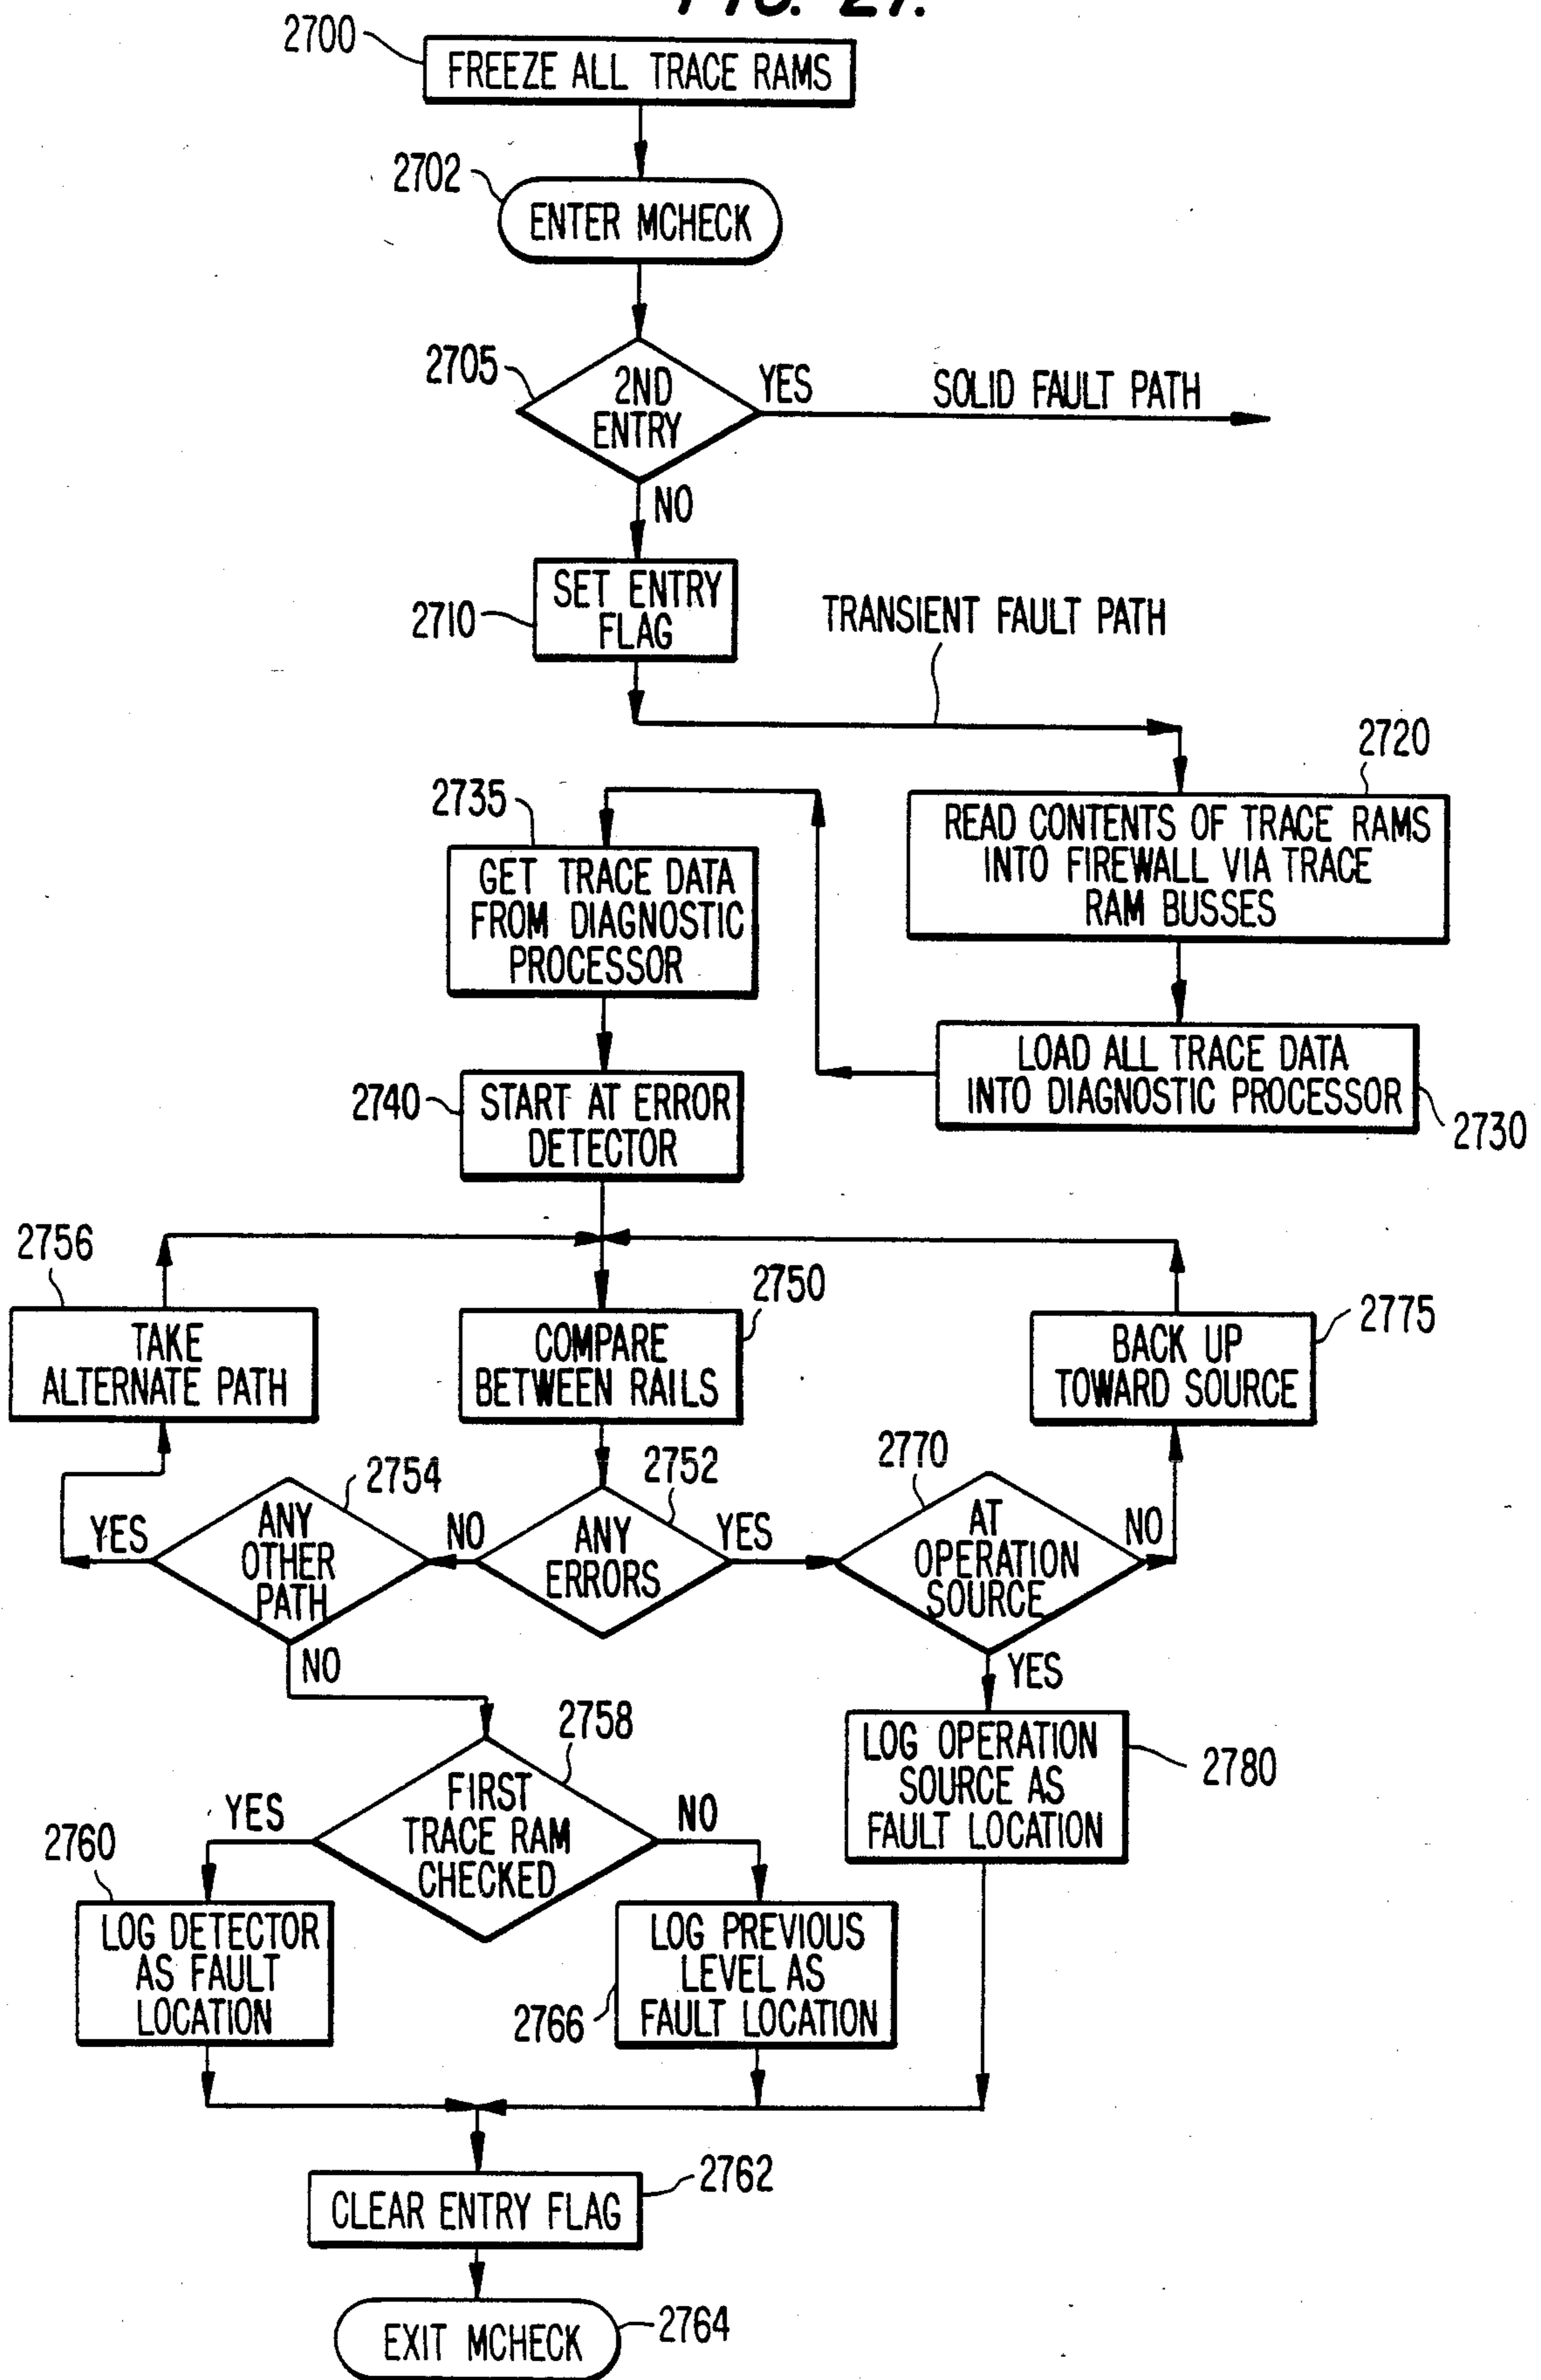 FIG. 27.
2700
FREEZE ALL TRACE RAMS
2702
ENTER MCHECK
2705
2ND
ENTRY
YES
SOLID FAULT PATH
NO
2710
SET ENTRY
FLAG
TRANSIENT FAULT PATH
2720
READ CONTENTS OF TRACE RAMS
INTO FIREWALL VIA TRACE
RAM BUSSES
2735
GET TRACE DATA
FROM DIAGNOSTIC
PROCESSOR
LOAD ALL TRACE DATA
INTO DIAGNOSTIC PROCESSOR
2730
2740
START AT ERROR
DETECTOR
2756
TAKE
ALTERNATE PATH
2750
COMPARE
BETWEEN RAILS
2775
BACK UP
TOWARD SOURCE
2754
YES
ANY
OTHER
PATH
NO
2752
ANY
ERRORS
YES
2770
AT
OPERATION
SOURCE
NO
NO
YES
2758
YES
FIRST
TRACE RAM
CHECKED
NO
LOG OPERATION
SOURCE AS
FAULT LOCATION
2780
2760
LOG DETECTOR
AS FAULT
LOCATION
2766
LOG PREVIOUS
LEVEL AS
FAULT LOCATION
2762
CLEAR ENTRY FLAG
EXIT MCHECK
2764